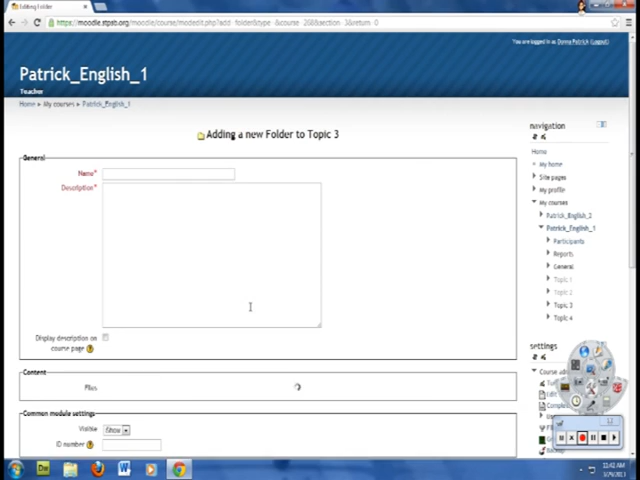 Editing Folder
https://moodle.stpsb.org/moodle/course/modedit.php?add=folder&type=&course=268&section=3&return=0
You are logged in as Donna Patrick (Logout)
Patrick_English_1
Teacher
Home ► My courses ► Patrick_English_1
Adding a new Folder to Topic 3
navigation
Home
My home
Site pages
My profile
My courses
Patrick_English_2
Patrick_English_1
Participants
Reports
General
Topic 1
Topic 2
Topic 3
Topic 4
settings
General
Name*
Description*
Display description on
course page
Content
Files
Common module settings
Visible Show
ID number
11:42 AM